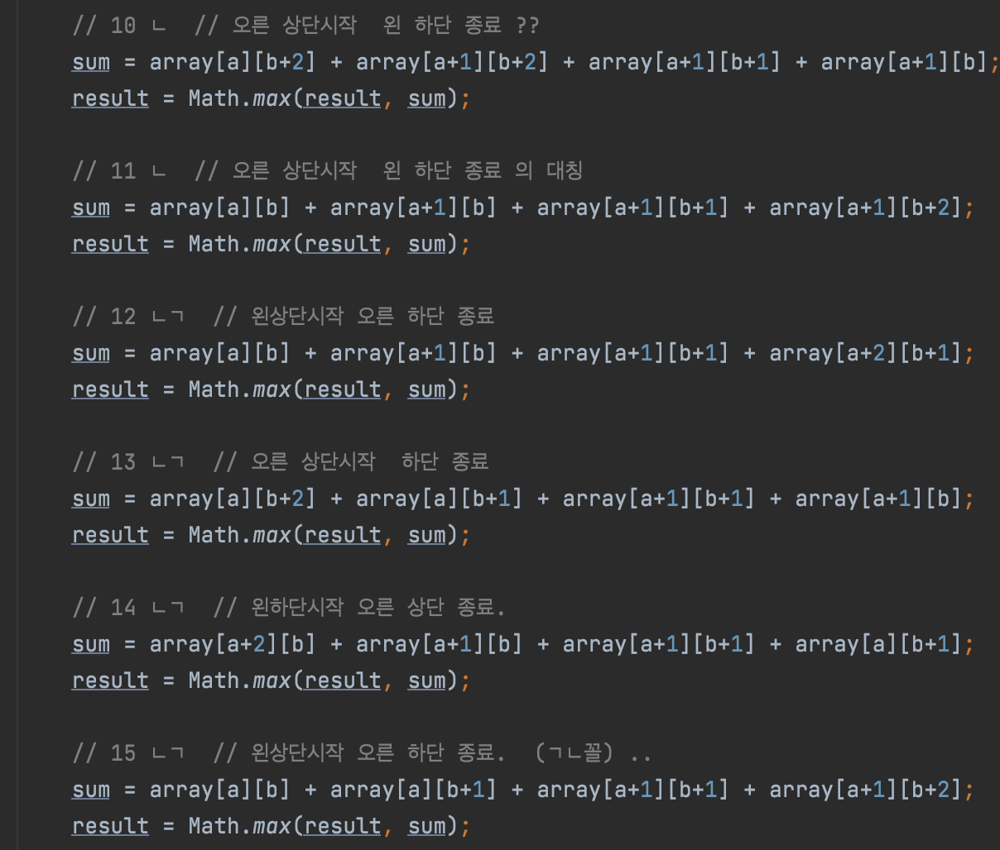 // 10 ㄴ  // 오른 상단시작  왼 하단 종료 ??
sum = array[a][b+2] + array[a+1][b+2] + array[a+1][b+1] + array[a+1][b];
result = Math.max(result, sum);
// 11 ㄴ  // 오른 상단시작  왼 하단 종료 의 대칭
sum = array[a][b] + array[a+1][b] + array[a+1][b+1] + array[a+1][b+2];
result = Math.max(result, sum);
// 12 ㄴㄱ  // 왼상단시작 오른 하단 종료
sum = array[a][b] + array[a+1][b] + array[a+1][b+1] + array[a+2][b+1];
result = Math.max(result, sum);
// 13 ㄴㄱ  // 오른 상단시작  하단 종료
sum = array[a][b+2] + array[a][b+1] + array[a+1][b+1] + array[a+1][b];
result = Math.max(result, sum);
// 14 ㄴㄱ  // 왼하단시작 오른 상단 종료.
sum = array[a+2][b] + array[a+1][b] + array[a+1][b+1] + array[a][b+1];
result = Math.max(result, sum);
// 15 ㄴㄱ  // 왼상단시작 오른 하단 종료.  (ㄱㄴ꼴) ..
sum = array[a][b] + array[a][b+1] + array[a+1][b+1] + array[a+1][b+2];
result = Math.max(result, sum);